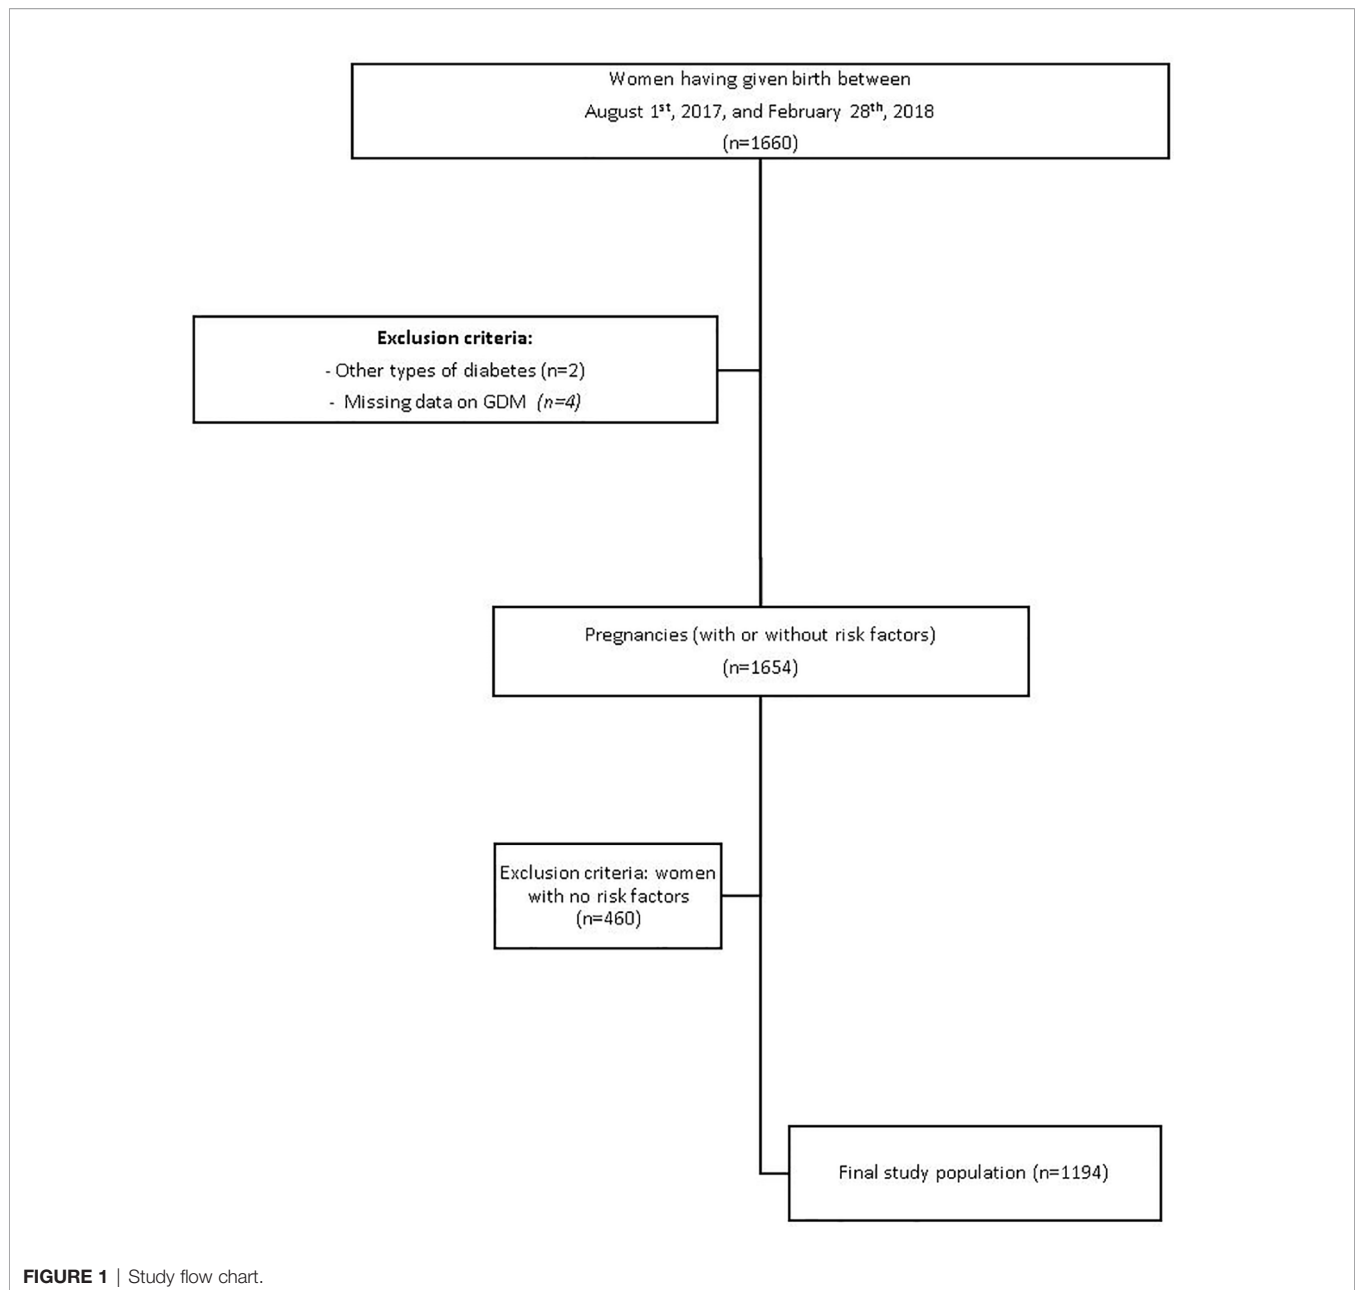 Women having given birth between
August 1st, 2017, and February 28th, 2018
(n=1660)
Exclusion criteria:
- Other types of diabetes (n=2)
- Missing data on GDM (n=4)
Pregnancies (with or without risk factors)
(n=1654)
Exclusion criteria: women
with no risk factors
(n=460)
Final study population (n=1194)
FIGURE 1 | Study flow chart.